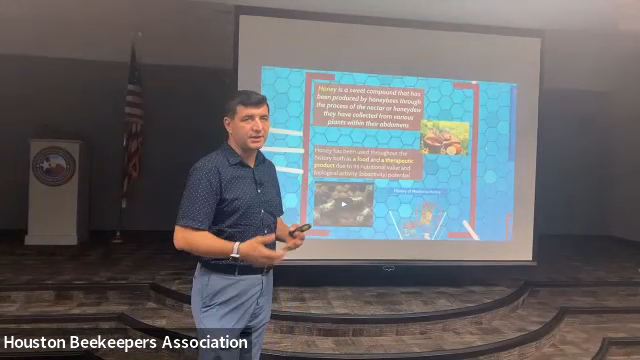 Honey is a sweet compound that has
been produced by honeybees through
the process of the nectar or honeydew
they have collected from various
plants within their abdomens
Honey has been used throughout the
history both as a food and a therapeutic
product due to its nutritional value and
biological activity (bioactivity) potential
Houston Beekeepers Association